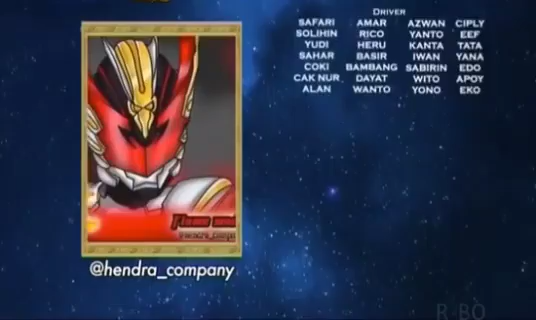 DRIVER
SAFARI AMAR AZWAN CIPLY
SOLIHIN RICO YANTO EEF
YUDI HERU KANTA TATA
SAHAR BASIR IWAN YANA
COKI BAMBANG SABIRIN EDO
CAK NUR DAYAT WITO APOY
ALAN WANTO YONO EKO
@hendra_company